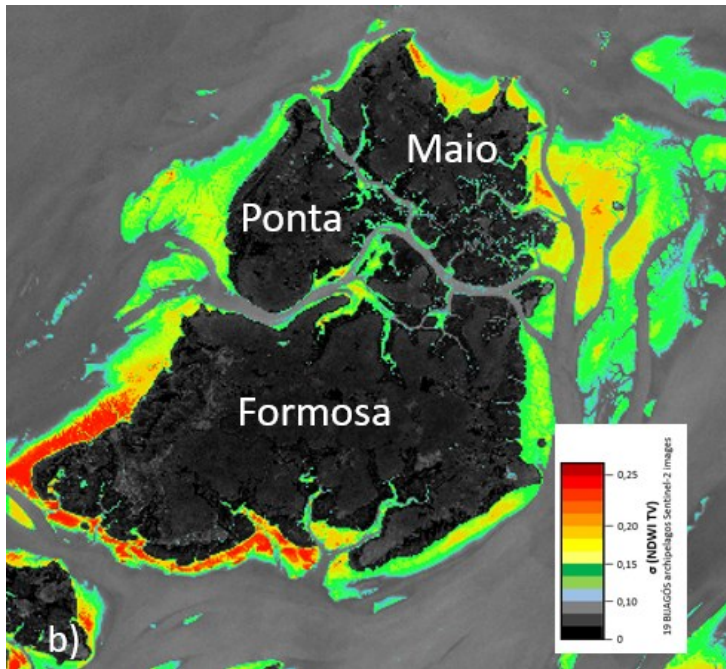 Maio
Ponta
Formosa
b)
0,25
0,20
0,15
0,10
0
σ (NDWI TV)
19 BIJAGÓS archipelagos Sentinel-2 images